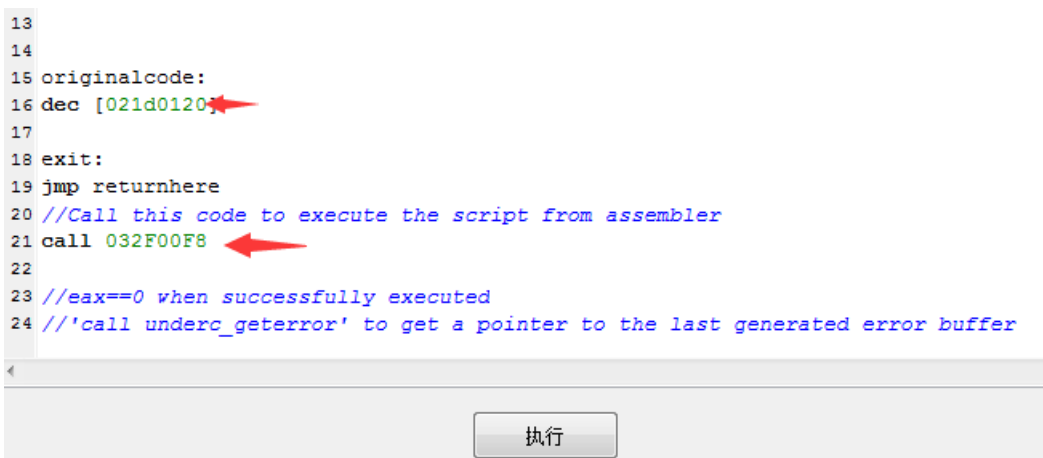 13
14
15 originalcode:
16 dec [021d0120]
17
18 exit:
19 jmp returnhere
20 //Call this code to execute the script from assembler
21 call 032F00F8
22
23 //eax==0 when successfully executed
24 //'call underc_geterror' to get a pointer to the last generated error buffer
执行